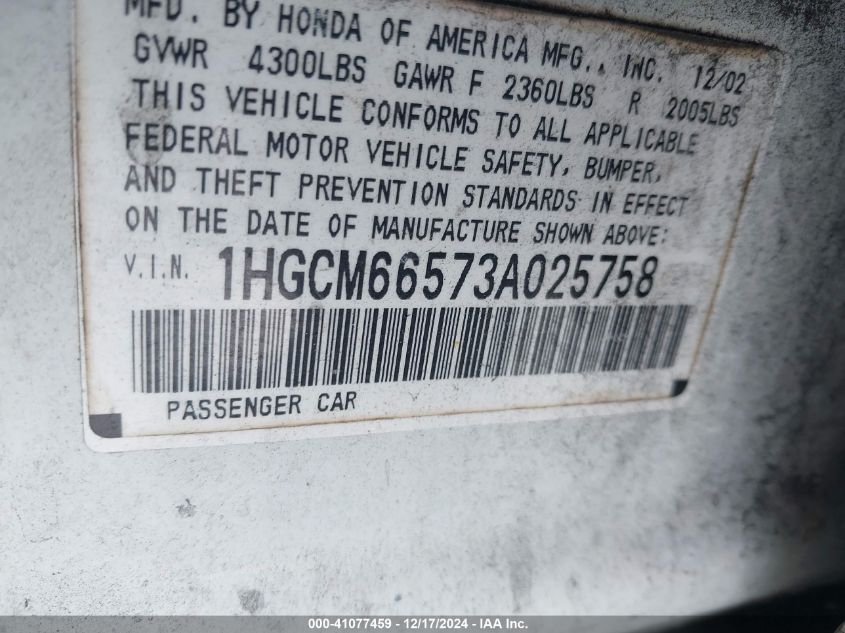 MFD. BY HONDA OF AMERICA MFG., INC. 12/02
GVWR 4300LBS GAWR F 2360LBS R 2005LBS
THIS VEHICLE CONFORMS TO ALL APPLICABLE
FEDERAL MOTOR VEHICLE SAFETY, BUMPER,
AND THEFT PREVENTION STANDARDS IN EFFECT
ON THE DATE OF MANUFACTURE SHOWN ABOVE:
V.I.N. 1HGCM66573A025758
PASSENGER CAR
000-41077459 - 12/17/2024 - IAA Inc.